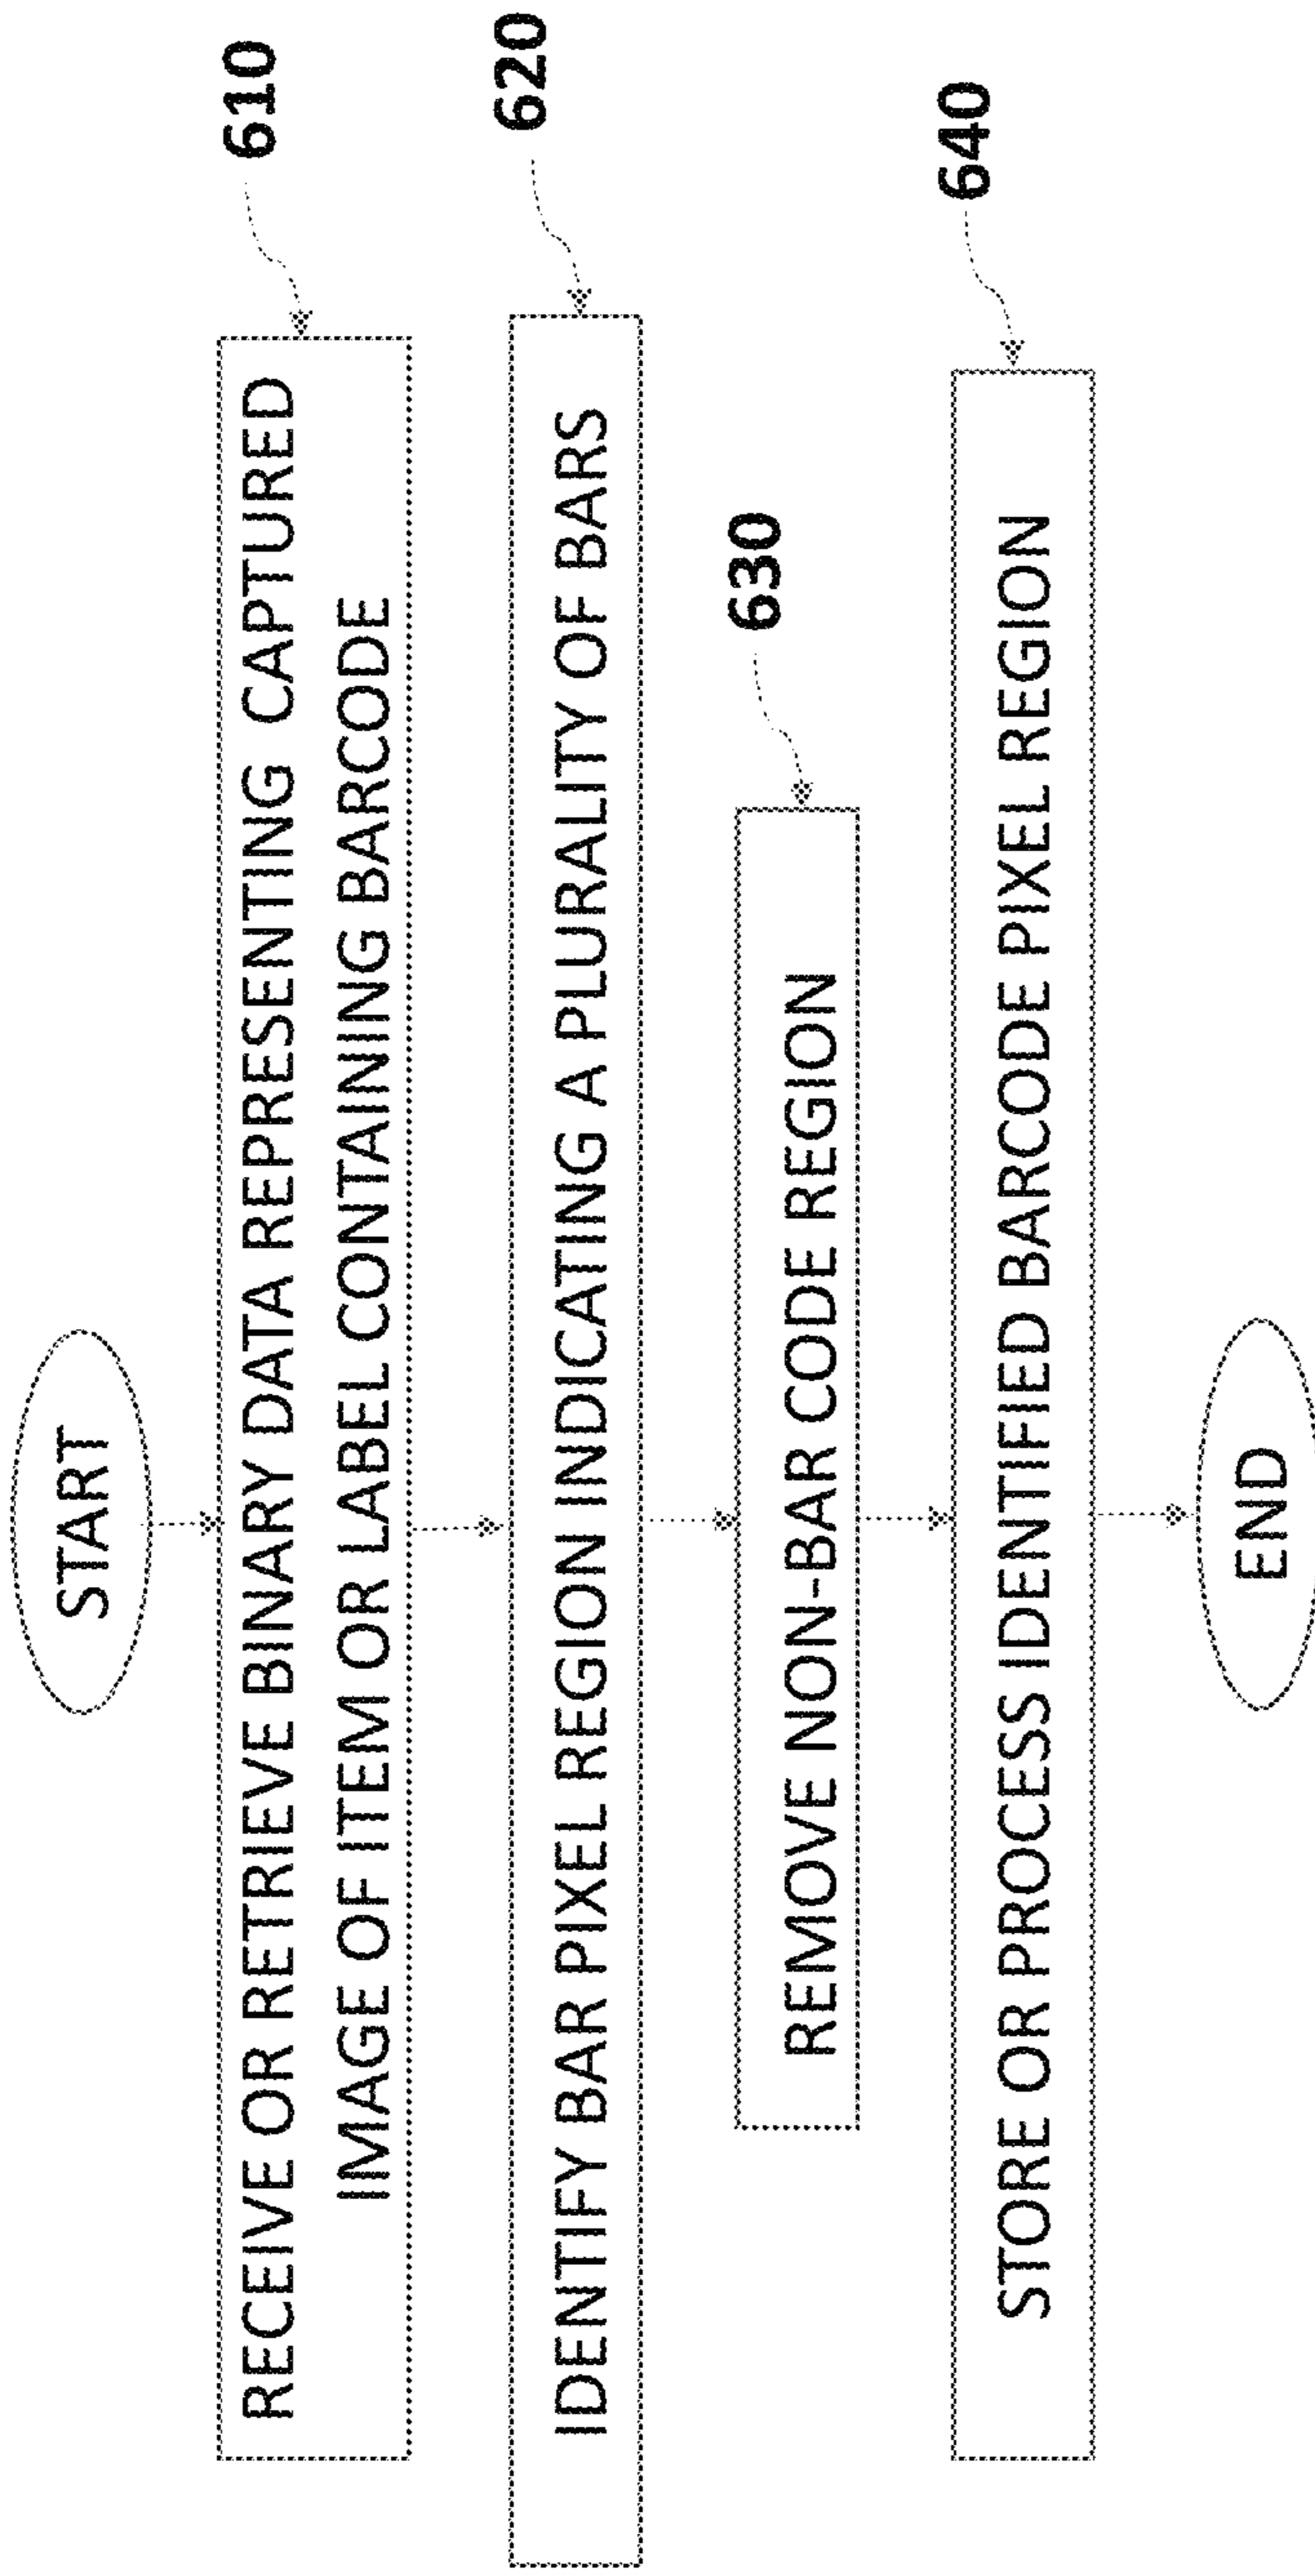 START
610
RECEIVE OR RETRIEVE BINARY DATA REPRESENTING CAPTURED
IMAGE OF ITEM OR LABEL CONTAINING BARCODE
620
IDENTIFY BAR PIXEL REGION INDICATING A PLURALITY OF BARS
630
REMOVE NON-BAR CODE REGION
640
STORE OR PROCESS IDENTIFIED BARCODE PIXEL REGION
END